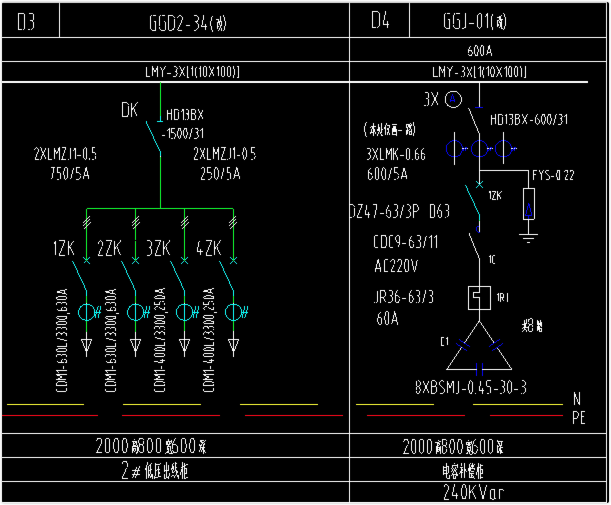 D3
GGD2-34(改)
D4
GGJ-01(改)
600A
LMY-3X[1(10X100)]
LMY-3X[1(10X100)]
DK
HD13BX
-1500/31
2XLMZJ1-0.5
750/5A
2XLMZJ1-0.5
250/5A
1ZK
2ZK
3ZK
4ZK
CDM1-630L/3300,630A
CDM1-630L/3300,630A
CDM1-400L/3300,250A
CDM1-400L/3300,250A
3X
A
HD13BX-600/31
(本处仅画一路)
3XLMK-0.66
600/5A
FYS-0.22
1ZK
DZ47-63/3P D63
CDC9-63/11
AC220V
1C
JR36-63/3
60A
1RJ
共8路
C1
8XBSMJ-0.45-30-3
N
PE
2000高800宽600深
2000高800宽600深
2#低压出线柜
电容补偿柜
240KVar